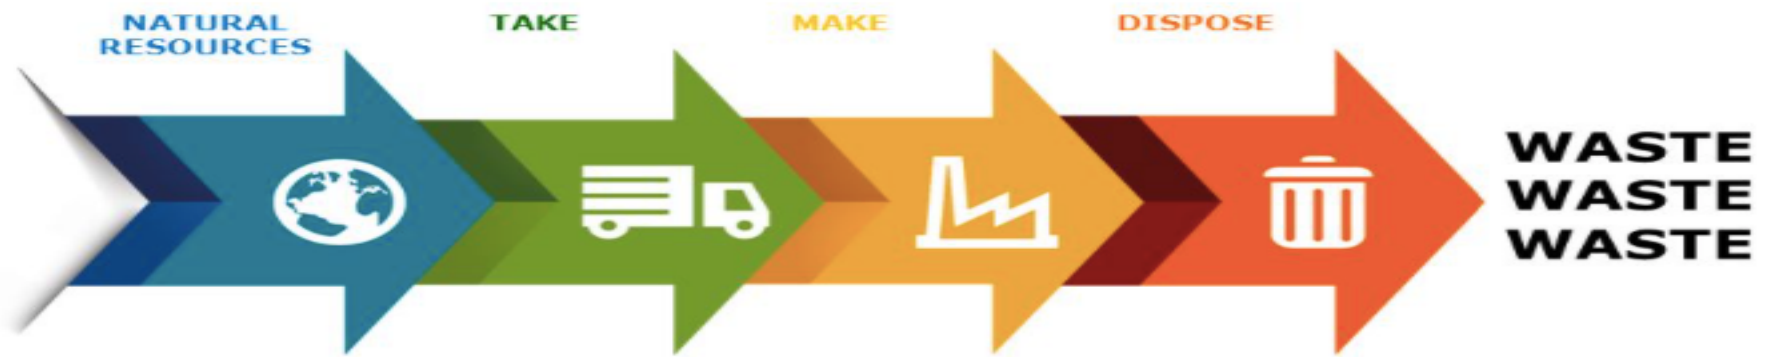 NATURAL
RESOURCES
TAKE
MAKE
DISPOSE
WASTE
WASTE
WASTE